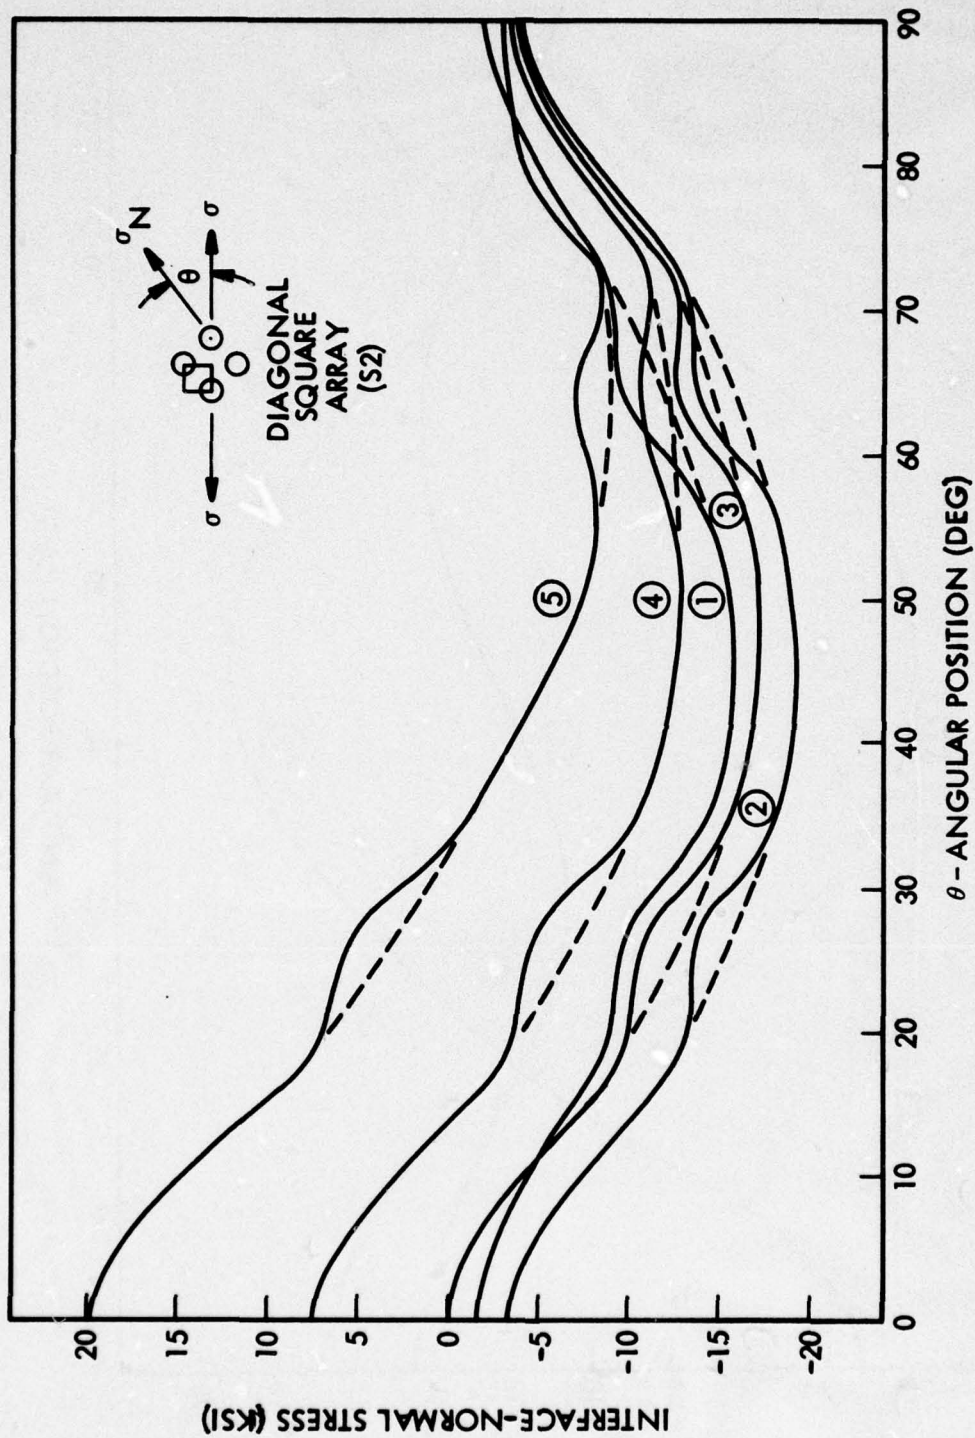 INTERFACE-NORMAL STRESS (KSI)
20
15
10
5
0
-5
-10
-15
-20
0
10
20
30
40
50
60
70
80
90
θ - ANGULAR POSITION (DEG)
σN
θ
σ
σ
DIAGONAL
SQUARE
ARRAY
(S2)
5
4
1
3
2